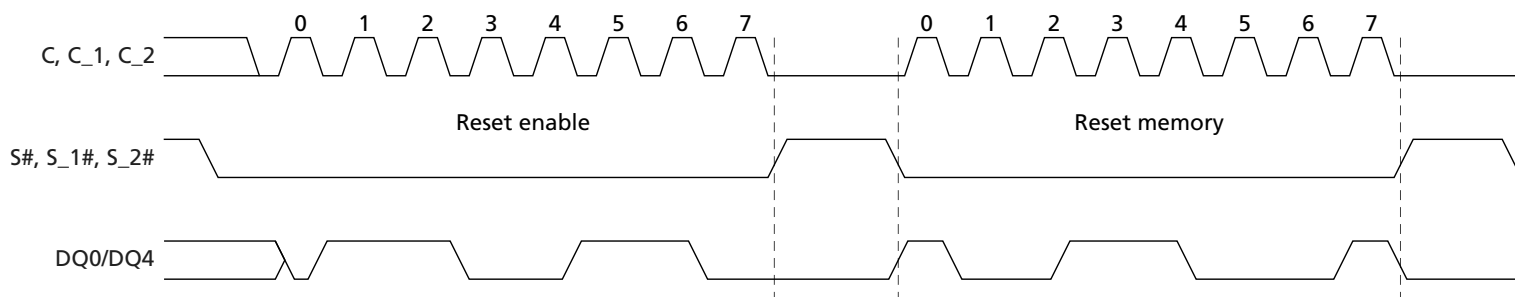 0 1 2 3 4 5 6 7 0 1 2 3 4 5 6 7
C, C_1, C_2
Reset enable Reset memory
S#, S_1#, S_2#
DQ0/DQ4